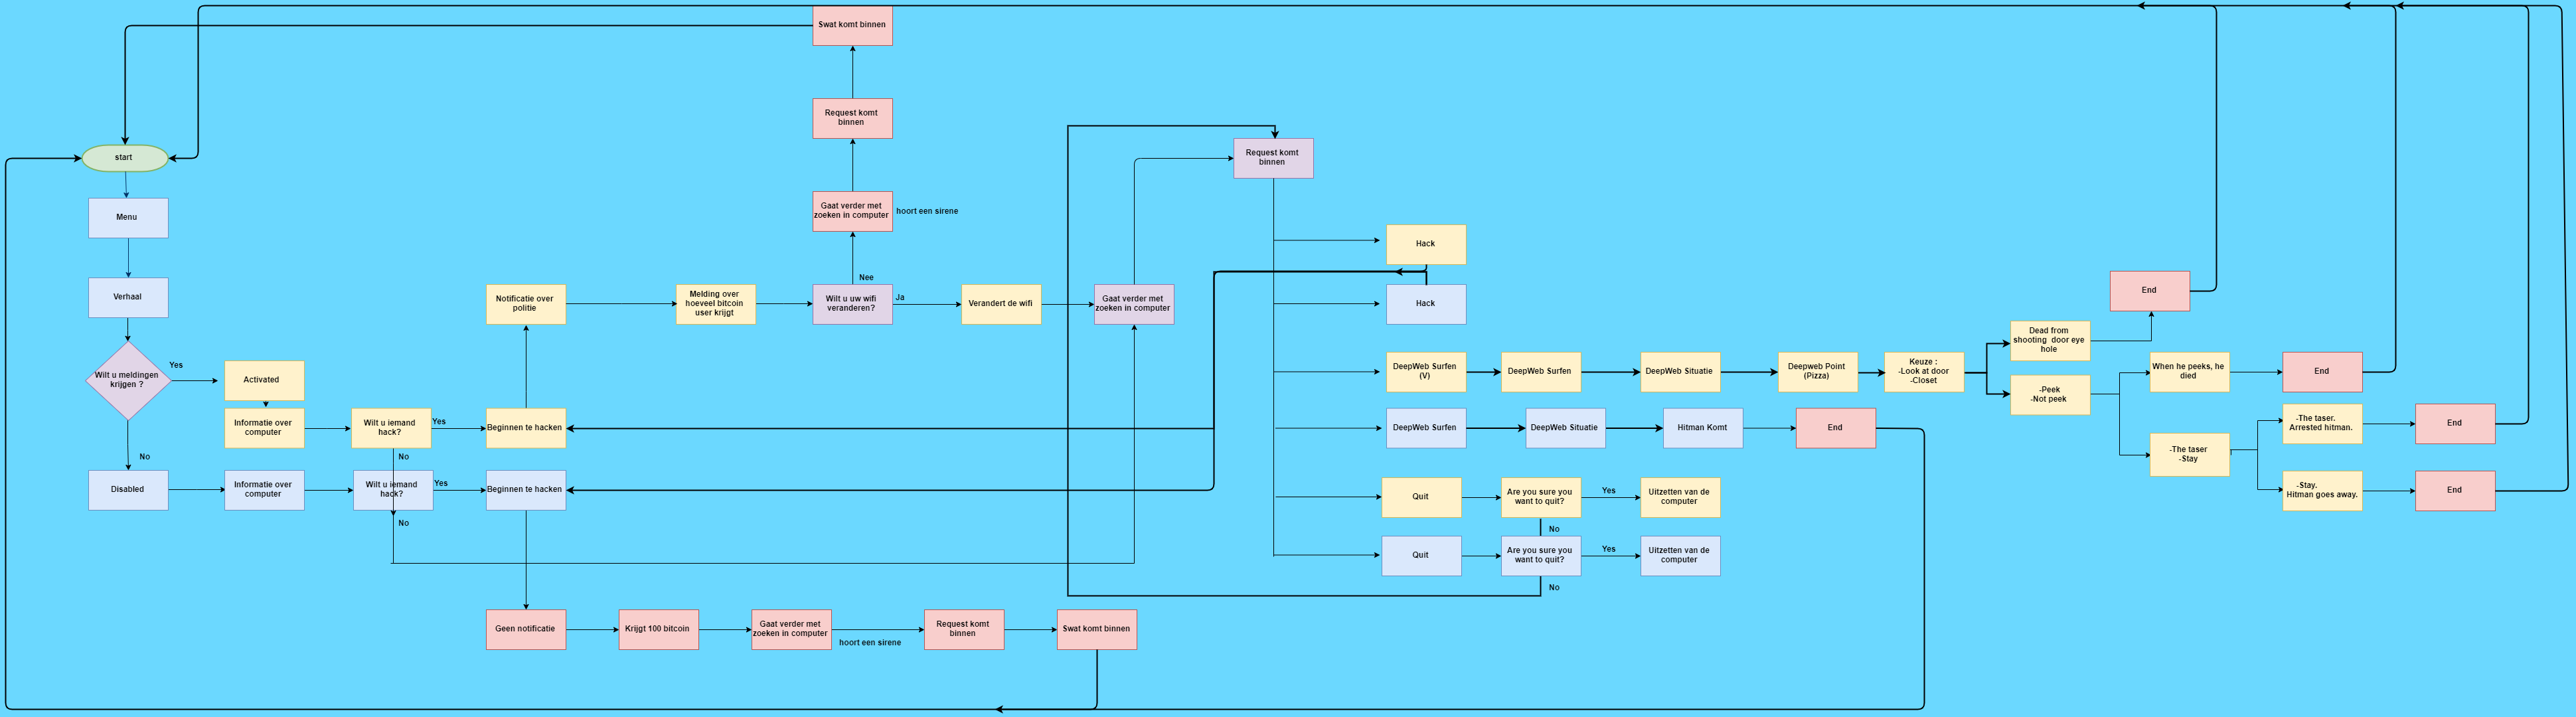 Swat komt binnen
Request komt
binnen
Gaat verder met
zoeken in computer
hoort een sirene
Nee
start
Menu
Verhaal
Wilt u meldingen
krijgen ?
Yes
No
Activated
Informatie over
computer
Wilt u iemand
hack?
Yes
No
Beginnen te hacken
Disabled
Informatie over
computer
Wilt u iemand
hack?
Yes
No
Beginnen te hacken
Notificatie over
politie
Melding over
hoeveel bitcoin
user krijgt
Wilt u uw wifi
veranderen?
Ja
Verandert de wifi
Gaat verder met
zoeken in computer
Request komt
binnen
Hack
Hack
DeepWeb Surfen
(V)
DeepWeb Surfen
DeepWeb Situatie
Deepweb Point
(Pizza)
Keuze :
-Look at door
-Closet
Dead from
shooting door eye
hole
End
-Peek
-Not peek
When he peeks, he
died
End
-The taser
-Stay
-The taser.
Arrested hitman.
End
-Stay.
Hitman goes away.
End
DeepWeb Surfen
DeepWeb Situatie
Hitman Komt
End
Quit
Are you sure you
want to quit?
Yes
Uitzetten van de
computer
No
Quit
Are you sure you
want to quit?
Yes
Uitzetten van de
computer
No
Geen notificatie
Krijgt 100 bitcoin
Gaat verder met
zoeken in computer
hoort een sirene
Request komt
binnen
Swat komt binnen